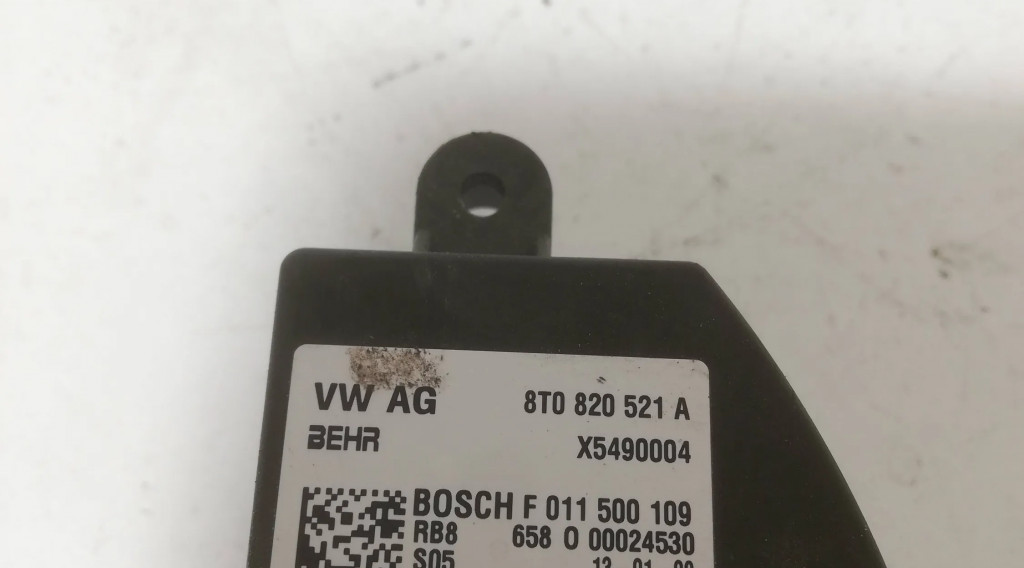 VW AG 8T0 820 521 A
BEHR X5490004
BOSCH F 011 500 109
RB8 658 0 00024530
S05